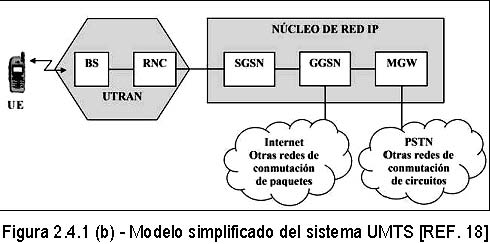 NÚCLEO DE RED IP
UE
BS
RNC
UTRAN
SGSN
GGSN
MGW
Internet
Otras redes de
conmutación
de paquetes
PSTN
Otras redes de
conmutación
de circuitos
Figura 2.4.1 (b) - Modelo simplificado del sistema UMTS [REF. 18]